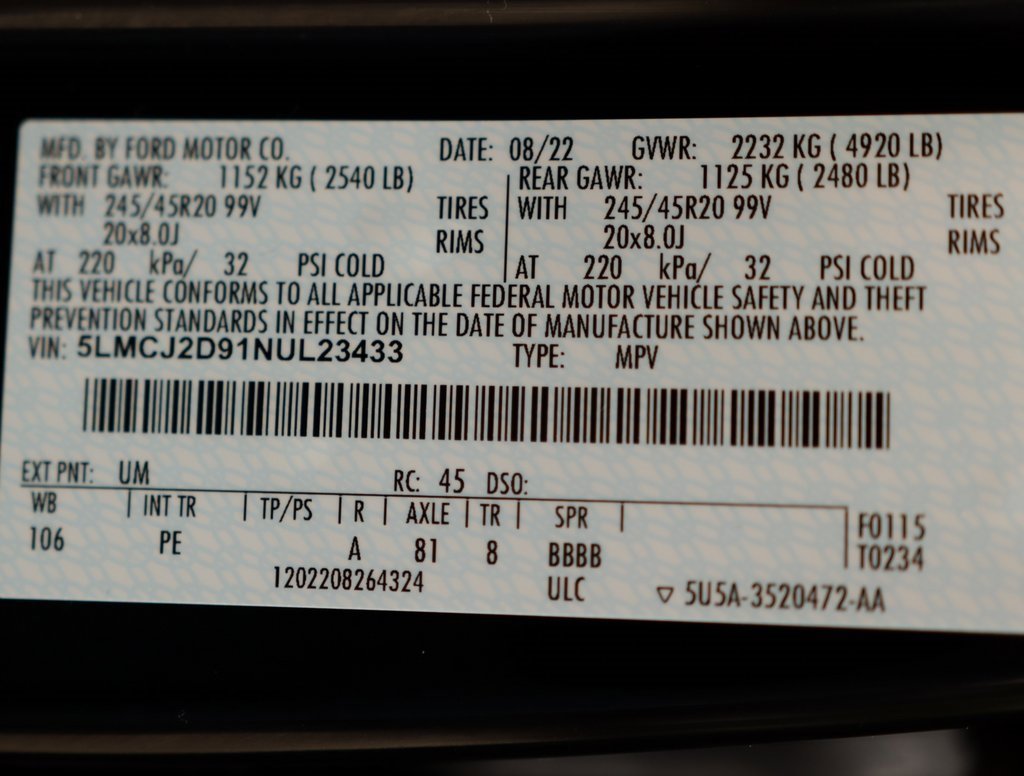 MFD. BY FORD MOTOR CO. DATE: 08/22 GVWR: 2232 KG ( 4920 LB)
FRONT GAWR: 1152 KG ( 2540 LB) REAR GAWR: 1125 KG ( 2480 LB)
WITH 245/45R20 99V TIRES WITH 245/45R20 99V TIRES
20x8.0J RIMS 20x8.0J RIMS
AT 220 kPa/ 32 PSI COLD AT 220 kPa/ 32 PSI COLD
THIS VEHICLE CONFORMS TO ALL APPLICABLE FEDERAL MOTOR VEHICLE SAFETY AND THEFT
PREVENTION STANDARDS IN EFFECT ON THE DATE OF MANUFACTURE SHOWN ABOVE.
VIN: 5LMCJ2D91NUL23433 TYPE: MPV
EXT PNT: UM RC: 45 DSO:
WB INT TR TP/PS R AXLE TR SPR F0115
106 PE A 81 8 BBBB T0234
1202208264324 ULC ▽ 5U5A-3520472-AA